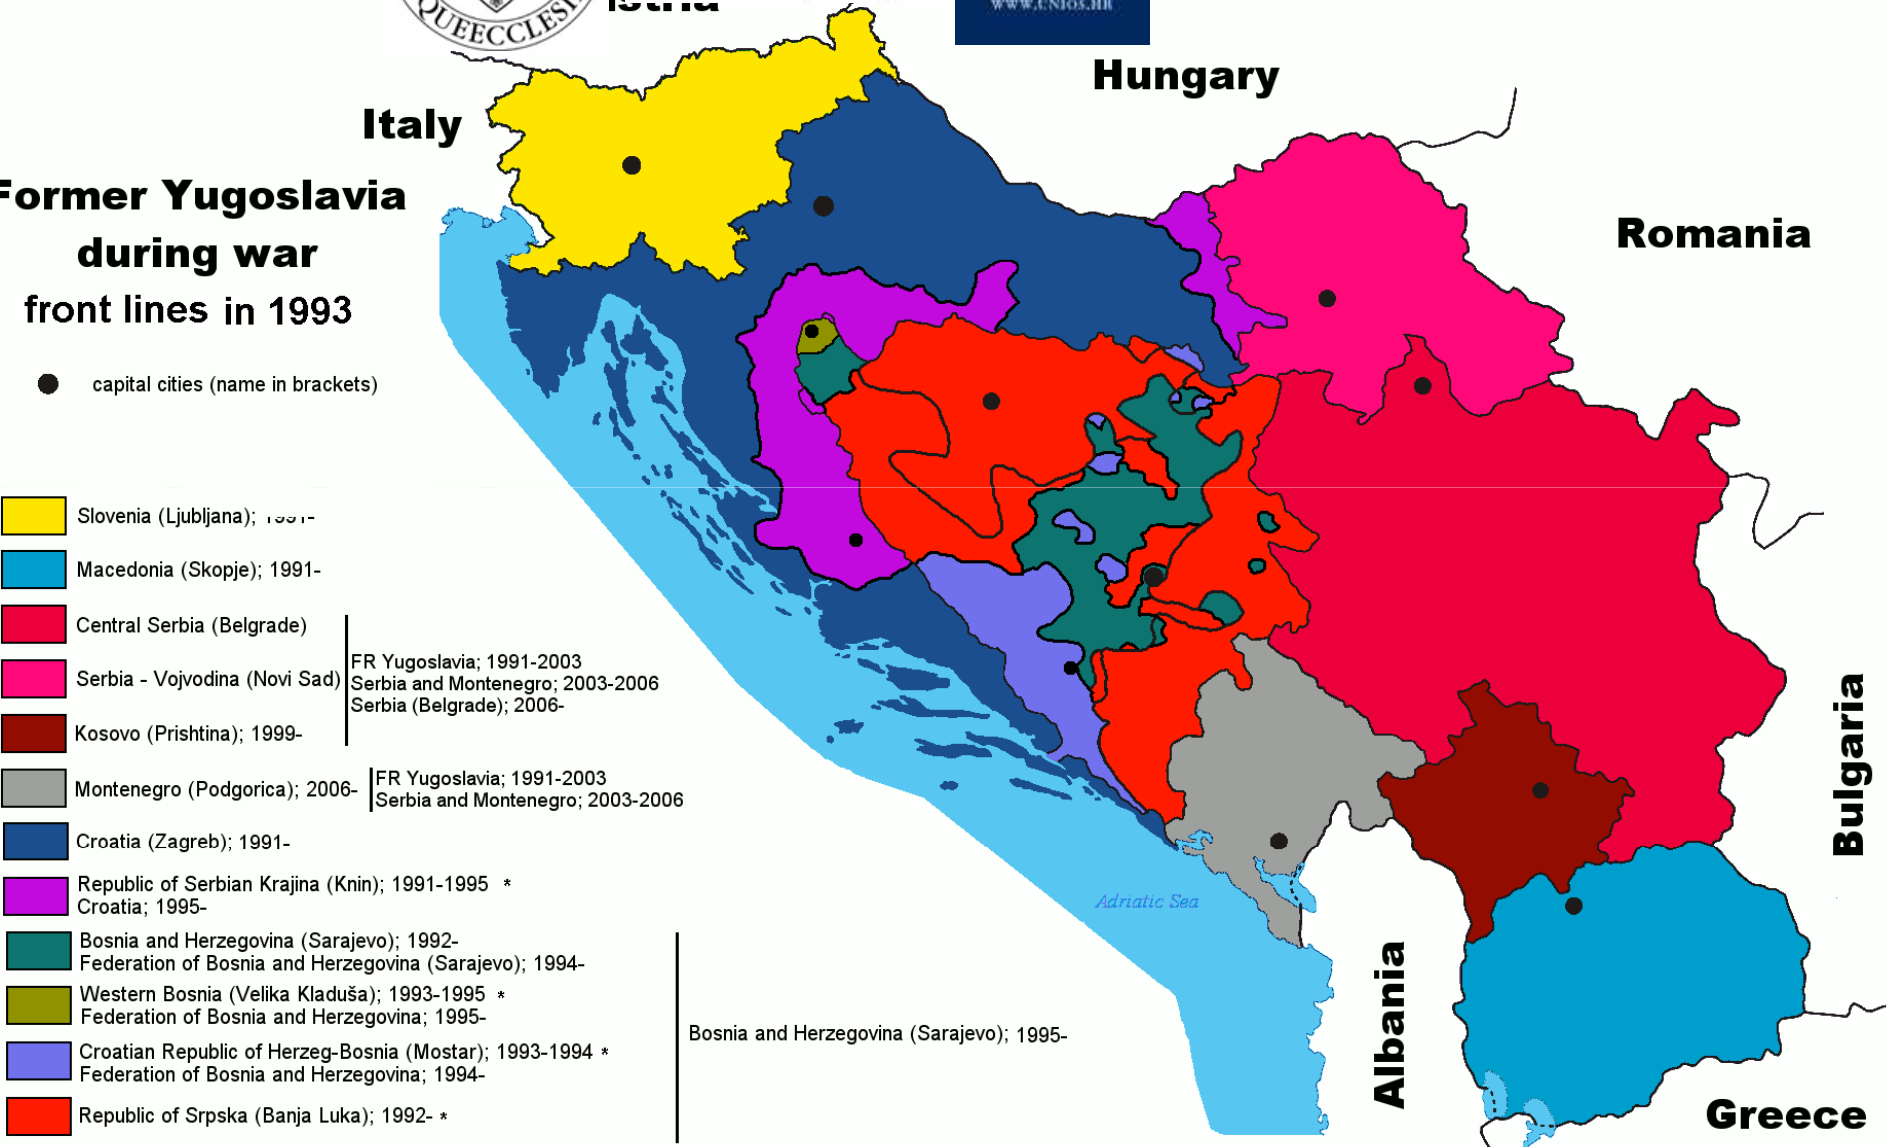 QUEECCLESI
WWW.UNIOS.HR
Hungary
Italy
Romania
Former Yugoslavia
during war
front lines in 1993
capital cities (name in brackets)
Slovenia (Ljubljana); 1991-
Macedonia (Skopje); 1991-
Central Serbia (Belgrade)
Serbia - Vojvodina (Novi Sad)
Kosovo (Prishtina); 1999-
FR Yugoslavia; 1991-2003
Serbia and Montenegro; 2003-2006
Serbia (Belgrade); 2006-
Montenegro (Podgorica); 2006-
FR Yugoslavia; 1991-2003
Serbia and Montenegro; 2003-2006
Croatia (Zagreb); 1991-
Republic of Serbian Krajina (Knin); 1991-1995 *
Croatia; 1995-
Bosnia and Herzegovina (Sarajevo); 1992-
Federation of Bosnia and Herzegovina (Sarajevo); 1994-
Western Bosnia (Velika Kladuša); 1993-1995 *
Federation of Bosnia and Herzegovina; 1995-
Croatian Republic of Herzeg-Bosnia (Mostar); 1993-1994 *
Federation of Bosnia and Herzegovina; 1994-
Republic of Srpska (Banja Luka); 1992- *
Bosnia and Herzegovina (Sarajevo); 1995-
Adriatic Sea
Albania
Bulgaria
Greece